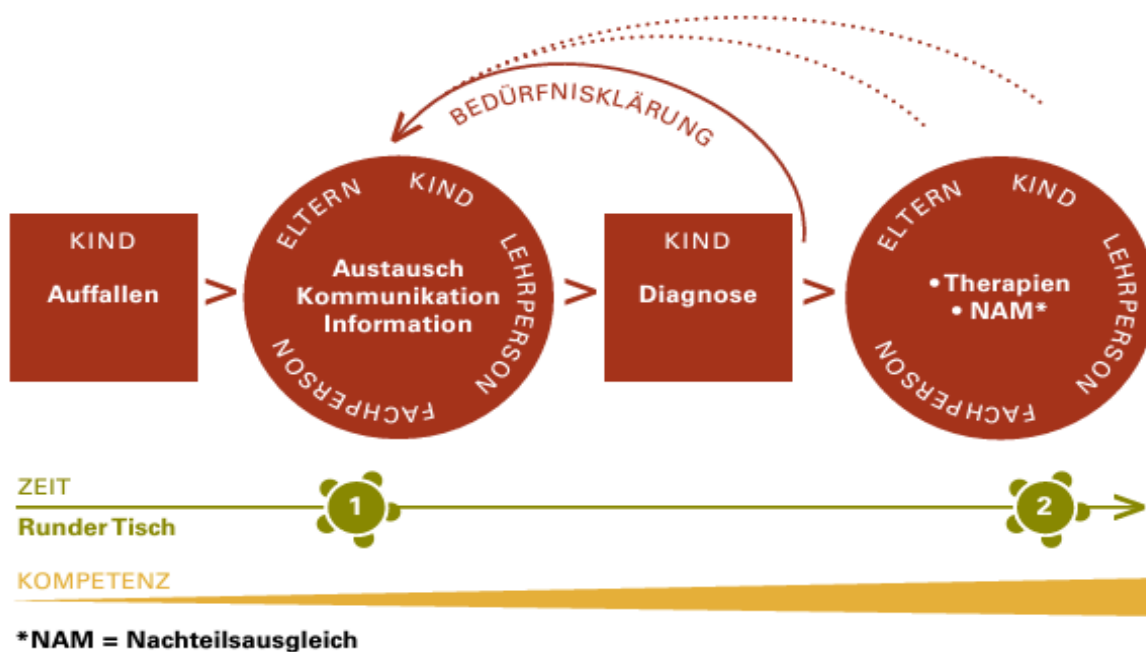 BEDÜRFNISKLÄRUNG
KIND
Auffallen
ELTERN
KIND
LEHRPERSON
FACHPERSON
Austausch
Kommunikation
Information
KIND
Diagnose
ELTERN
KIND
LEHRPERSON
FACHPERSON
• Therapien
• NAM*
ZEIT
Runder Tisch
1
2
KOMPETENZ
*NAM = Nachteilsausgleich